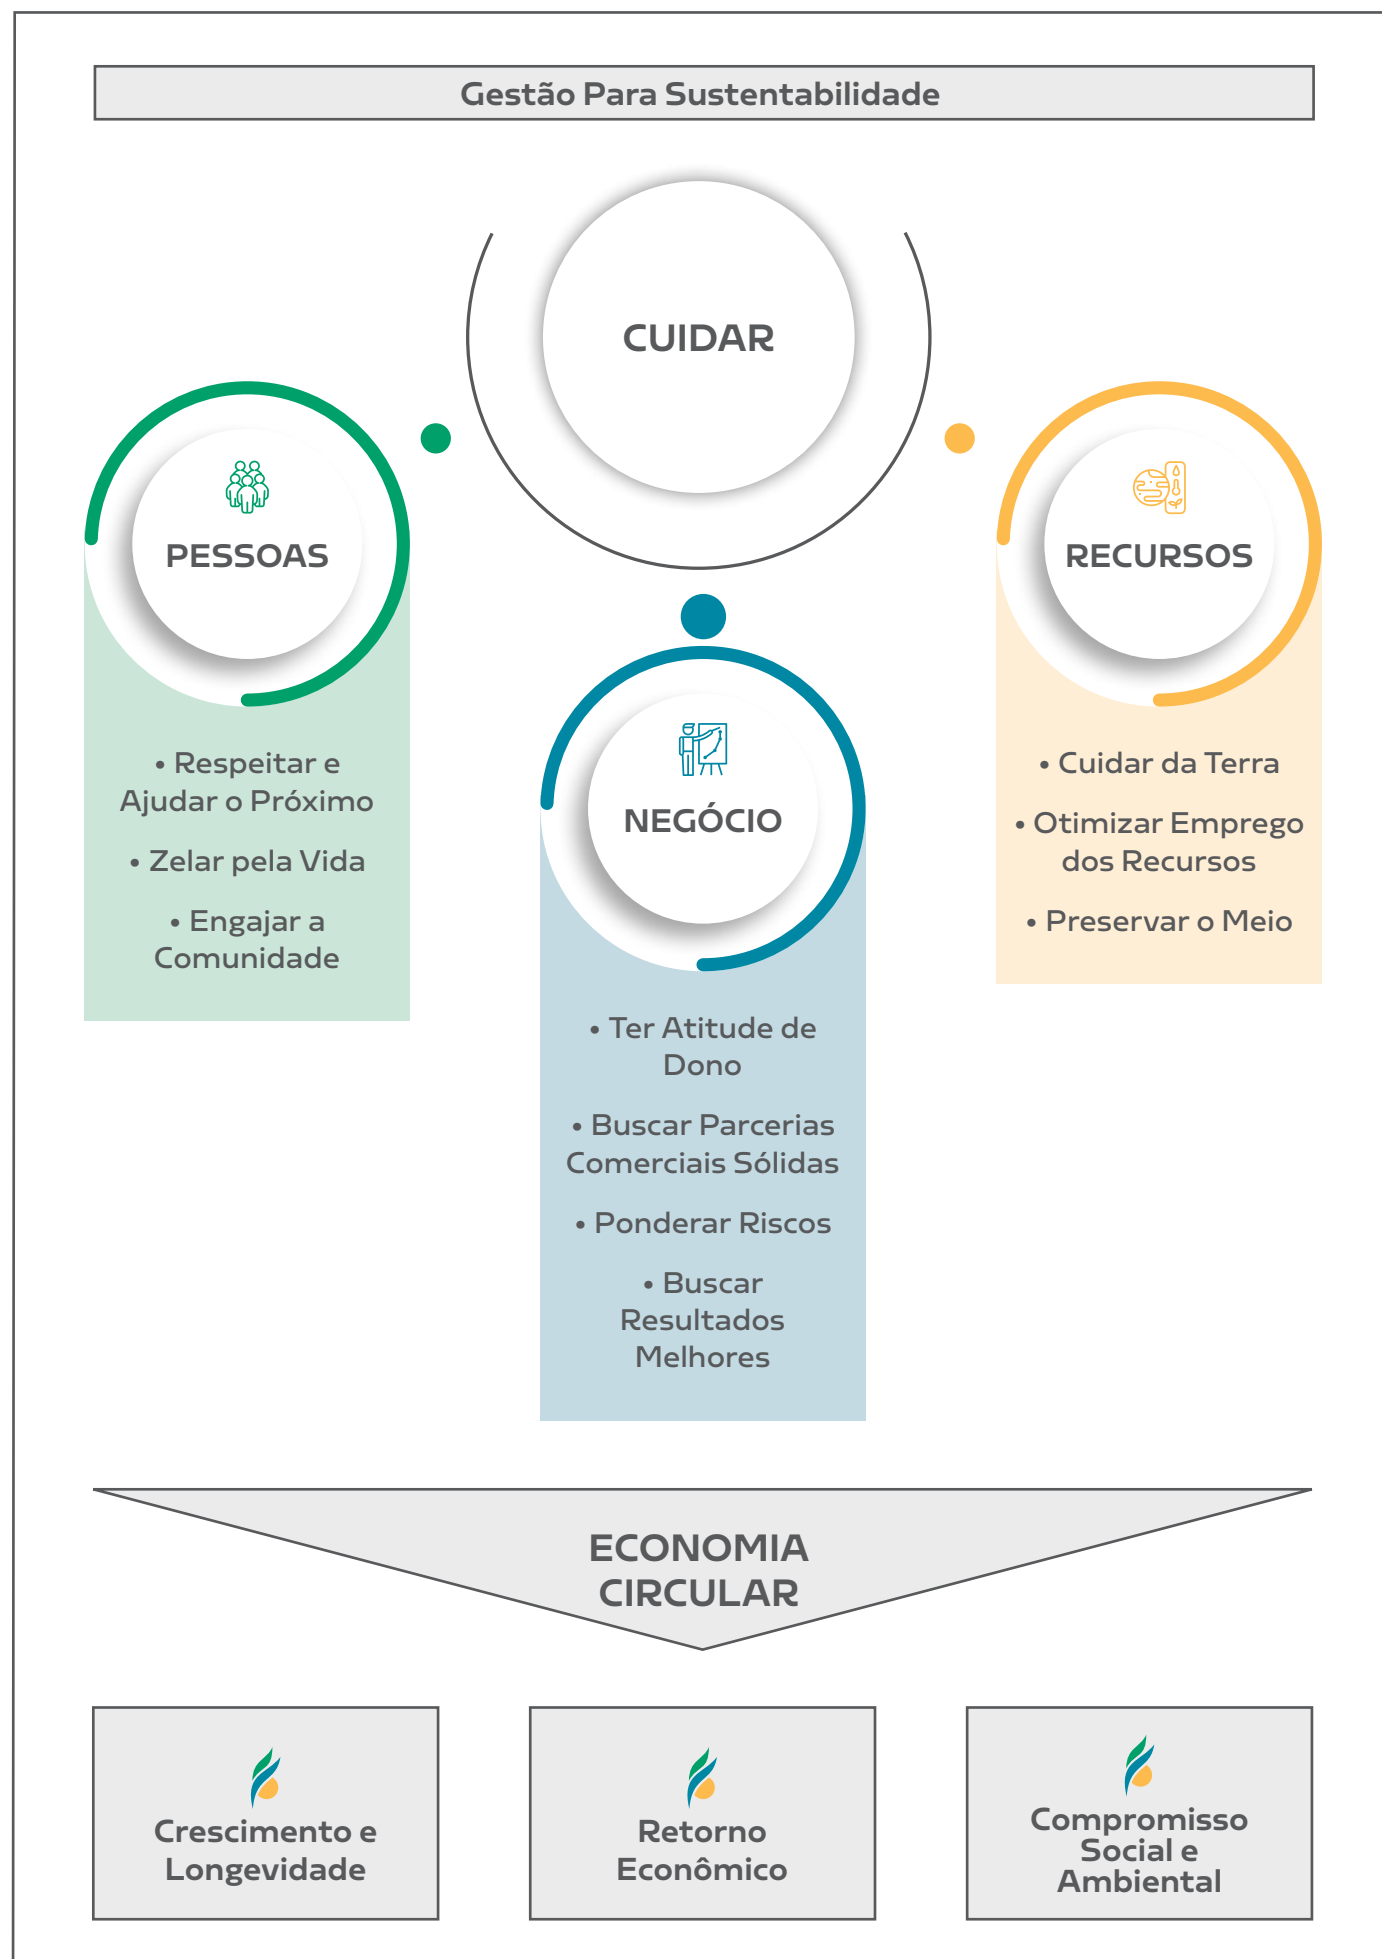 Gestão Para Sustentabilidade
CUIDAR
PESSOAS
• Respeitar e
Ajudar o Próximo
• Zelar pela Vida
• Engajar a
Comunidade
NEGÓCIO
• Ter Atitude de
Dono
• Buscar Parcerias
Comerciais Sólidas
• Ponderar Riscos
• Buscar
Resultados
Melhores
RECURSOS
• Cuidar da Terra
• Otimizar Emprego
dos Recursos
• Preservar o Meio
ECONOMIA
CIRCULAR
Crescimento e
Longevidade
Retorno
Econômico
Compromisso
Social e
Ambiental